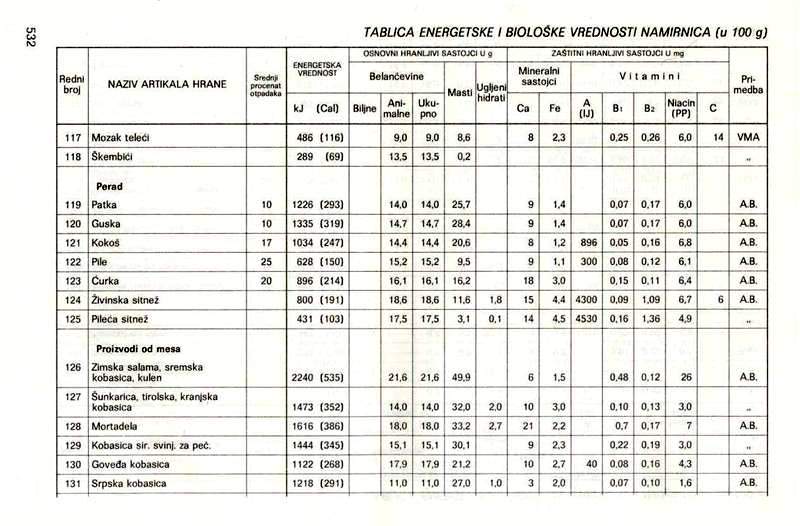 532
TABLICA ENERGETSKE I BIOLOŠKE VREDNOSTI NAMIRNICA (u 100 g)
Redni broj | NAZIV ARTIKALA HRANE | Srednji procenat otpadaka | ENERGETSKA VREDNOST | OSNOVNI HRANLJIVI SASTOJCI U g | ZAŠTITNI HRANLJIVI SASTOJCI U mg | Primedba
Belančevine | Masti | Ugljeni hidrati | Mineralni sastojci | Vitamini
kJ (Cal) | Biljne | Animalne | Ukupno | Ca | Fe | A (IJ) | B1 | B2 | Niacin (PP) | C
117 Mozak teleći 486 (116) 9,0 9,0 8,6 8 2,3 0,25 0,26 6,0 14 VMA
118 Škembići 289 (69) 13,5 13,5 0,2 „
Perad
119 Patka 10 1226 (293) 14,0 14,0 25,7 9 1,4 0,07 0,17 6,0 A.B.
120 Guska 10 1335 (319) 14,7 14,7 28,4 9 1,4 0,07 0,17 6,0 A.B.
121 Kokoš 17 1034 (247) 14,4 14,4 20,6 8 1,2 896 0,05 0,16 6,8 A.B.
122 Pile 25 628 (150) 15,2 15,2 9,5 9 1,1 300 0,08 0,12 6,1 A.B.
123 Ćurka 20 896 (214) 16,1 16,1 16,2 18 3,0 0,15 0,11 6,4 A.B.
124 Živinska sitnež 800 (191) 18,6 18,6 11,6 1,8 15 4,4 4300 0,09 1,09 6,7 6 A.B.
125 Pileća sitnež 431 (103) 17,5 17,5 3,1 0,1 14 4,5 4530 0,16 1,36 4,9 „
Proizvodi od mesa
126 Zimska salama, sremska
kobasica, kulen 2240 (535) 21,6 21,6 49,9 6 1,5 0,48 0,12 26 A.B.
127 Šunkarica, tirolska, kranjska
kobasica 1473 (352) 14,0 14,0 32,0 2,0 10 3,0 0,10 0,13 3,0 „
128 Mortadela 1616 (386) 18,0 18,0 33,2 2,7 21 2,2 0,7 0,17 7 A.B.
129 Kobasica sir. svinj. za peč. 1444 (345) 15,1 15,1 30,1 9 2,3 0,22 0,19 3,0 „
130 Goveđa kobasica 1122 (268) 17,9 17,9 21,2 10 2,7 40 0,08 0,16 4,3 A.B.
131 Srpska kobasica 1218 (291) 11,0 11,0 27,0 1,0 3 2,0 0,07 0,10 1,6 A.B.